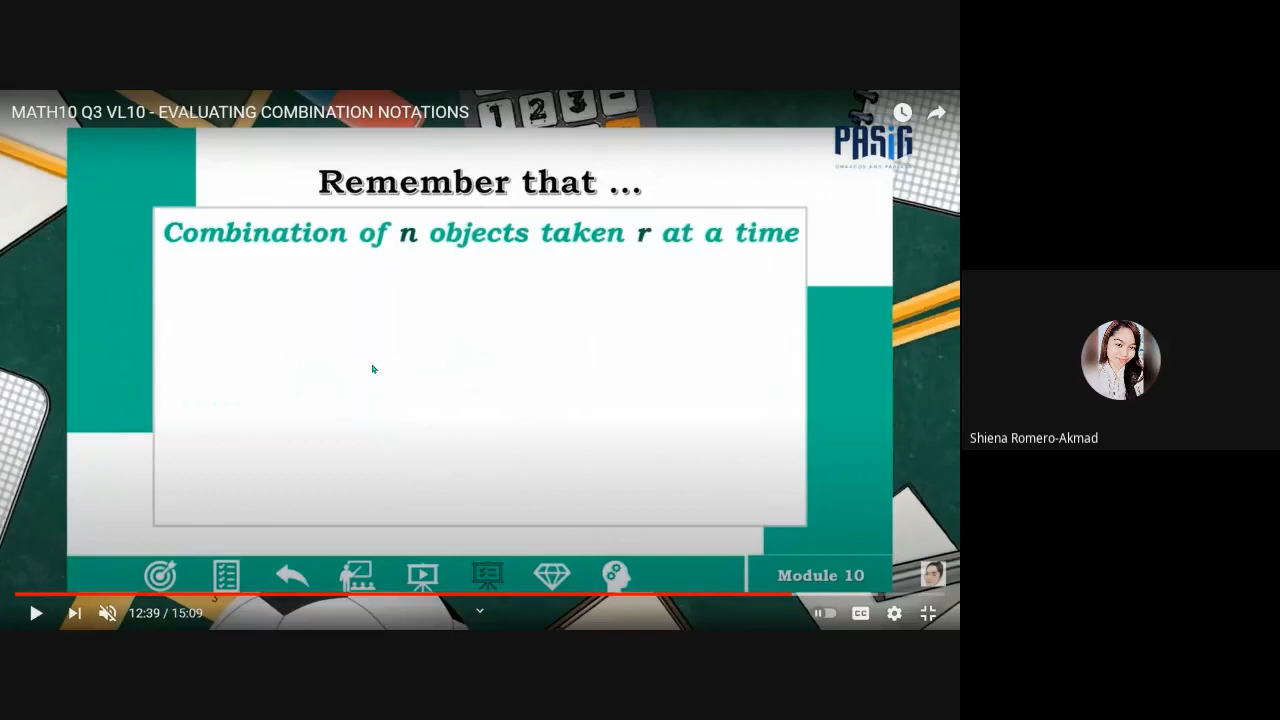 MATH10 Q3 VL10 - EVALUATING COMBINATION NOTATIONS
1 2 3 -
PASIG
Remember that ...
Combination of n objects taken r at a time
Shiena Romero-Akmad
Module 10
12:39 / 15:09
CC